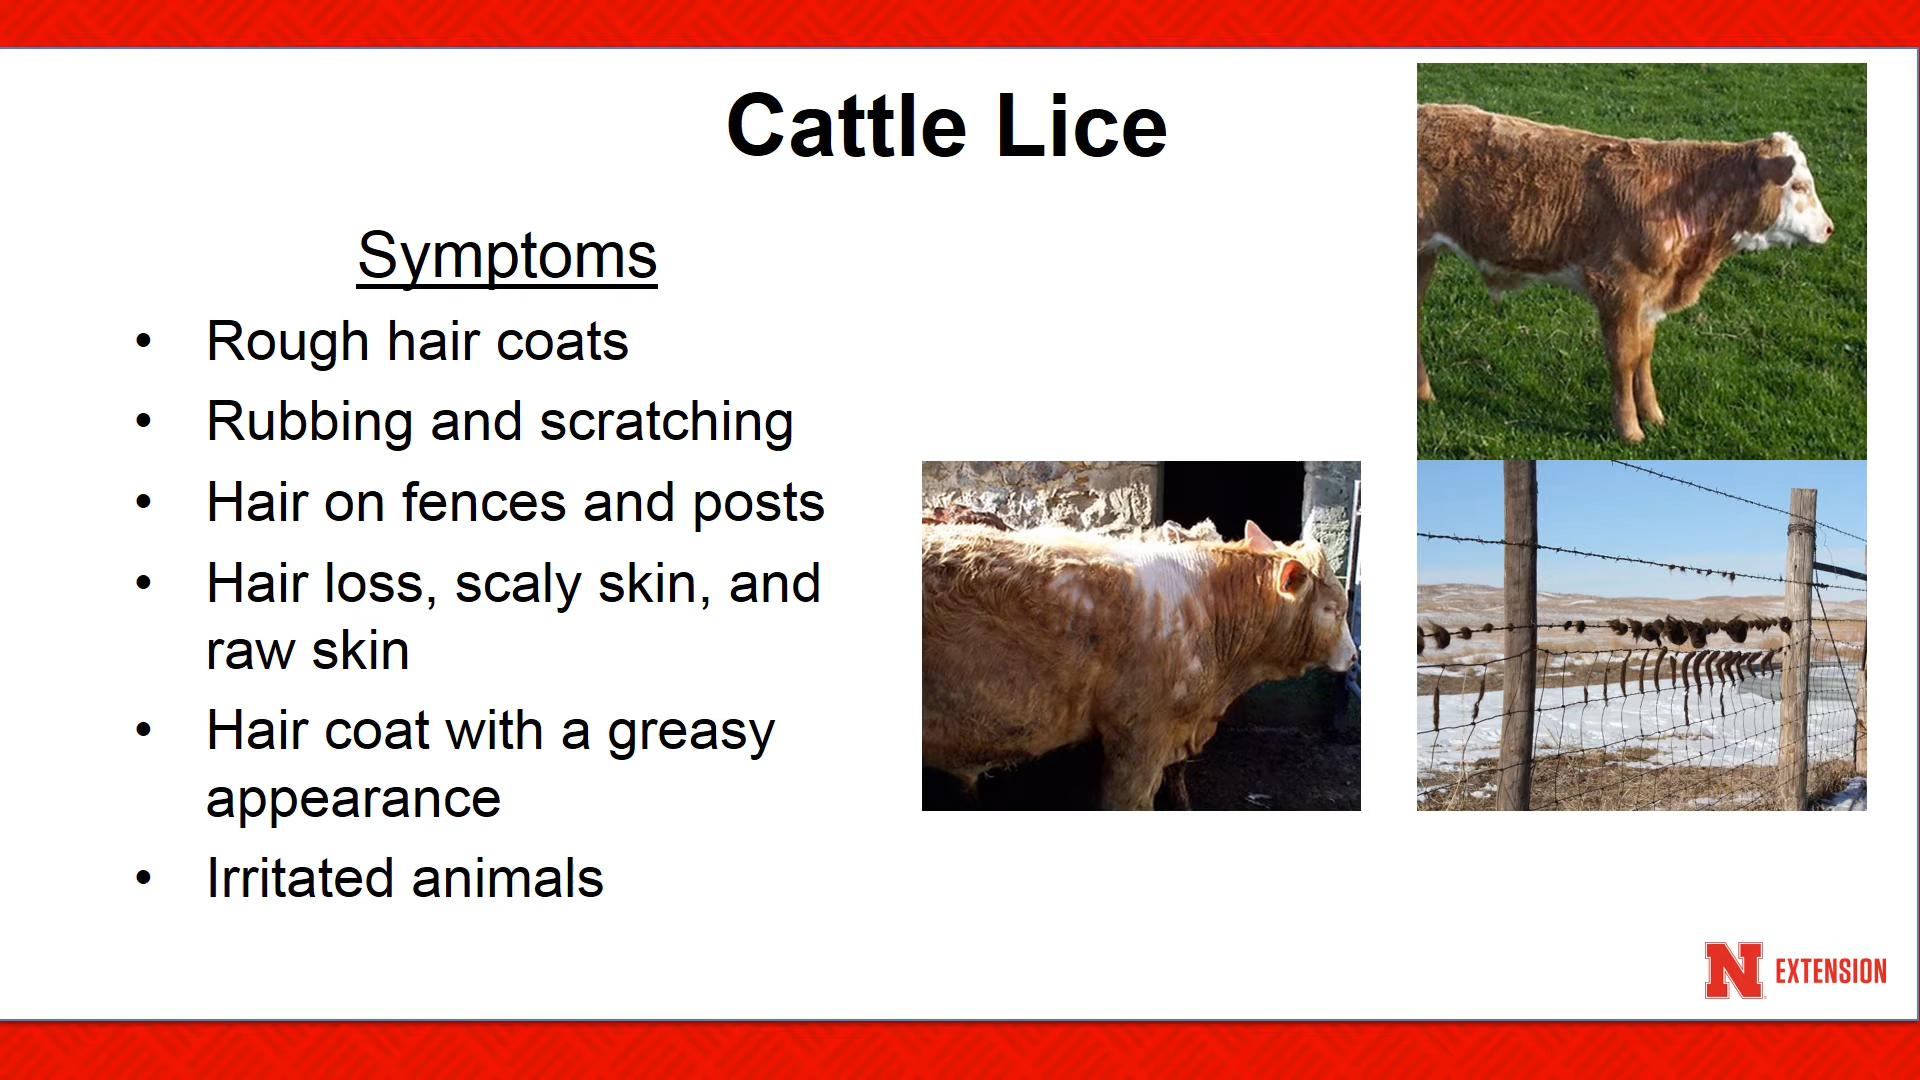 Cattle Lice
Symptoms
• Rough hair coats
• Rubbing and scratching
• Hair on fences and posts
• Hair loss, scaly skin, and
raw skin
• Hair coat with a greasy
appearance
• Irritated animals
N EXTENSION